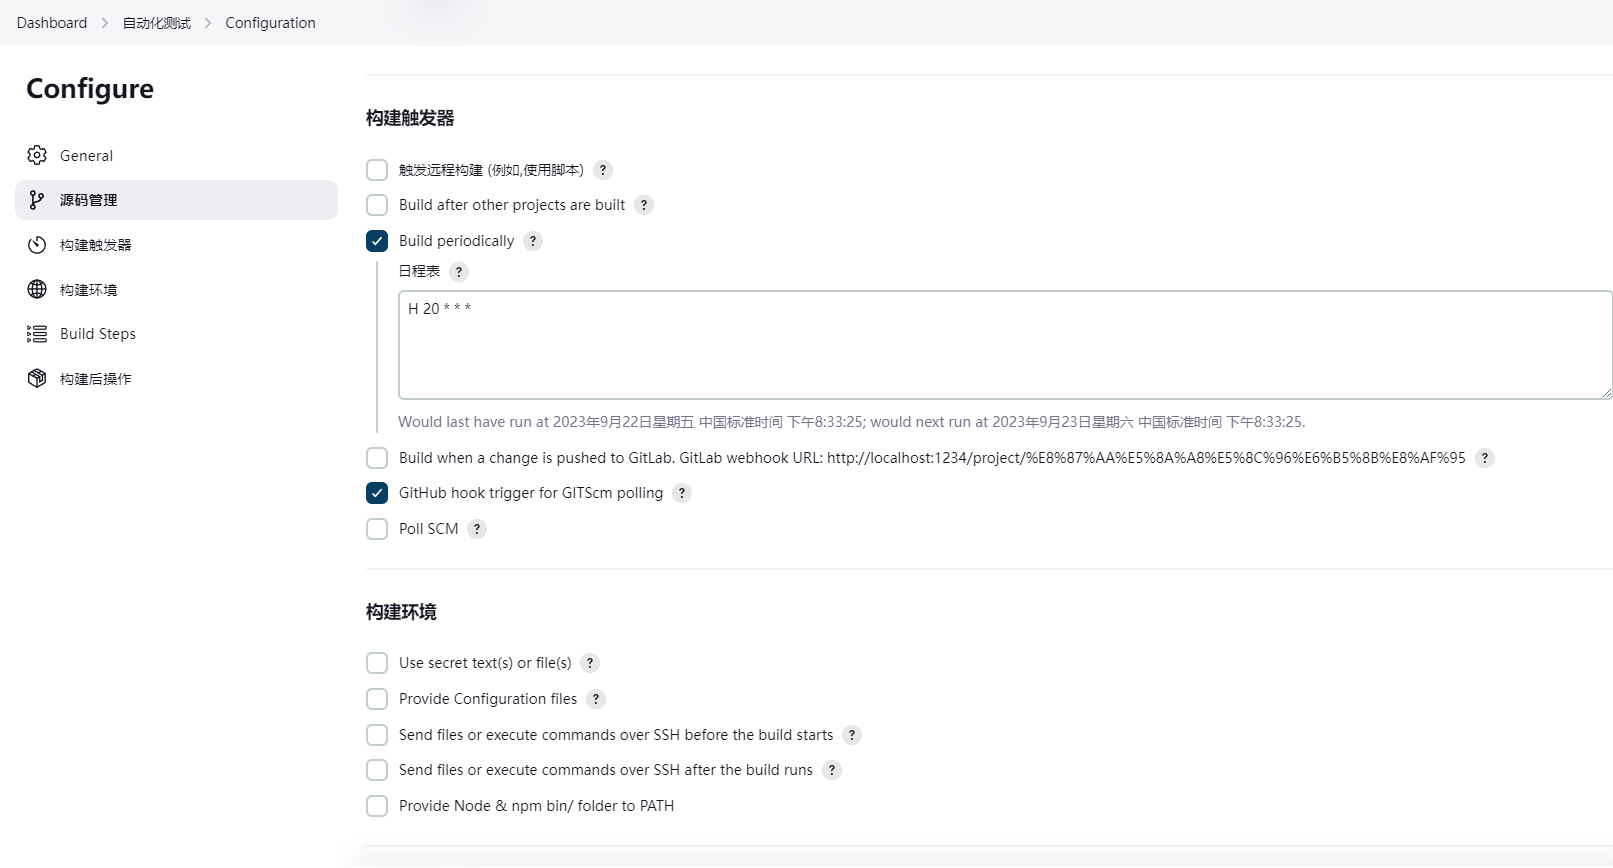 Dashboard > 自动化测试 > Configuration
Configure
General
源码管理
构建触发器
构建环境
Build Steps
构建后操作
构建触发器
触发远程构建 (例如,使用脚本) ?
Build after other projects are built ?
Build periodically ?
日程表 ?
H 20 * * *
Would last have run at 2023年9月22日星期五 中国标准时间 下午8:33:25; would next run at 2023年9月23日星期六 中国标准时间 下午8:33:25.
Build when a change is pushed to GitLab. GitLab webhook URL: http://localhost:1234/project/%E8%87%AA%E5%8A%A8%E5%8C%96%E6%B5%8B%E8%AF%95 ?
GitHub hook trigger for GITScm polling ?
Poll SCM ?
构建环境
Use secret text(s) or file(s) ?
Provide Configuration files ?
Send files or execute commands over SSH before the build starts ?
Send files or execute commands over SSH after the build runs ?
Provide Node & npm bin/ folder to PATH